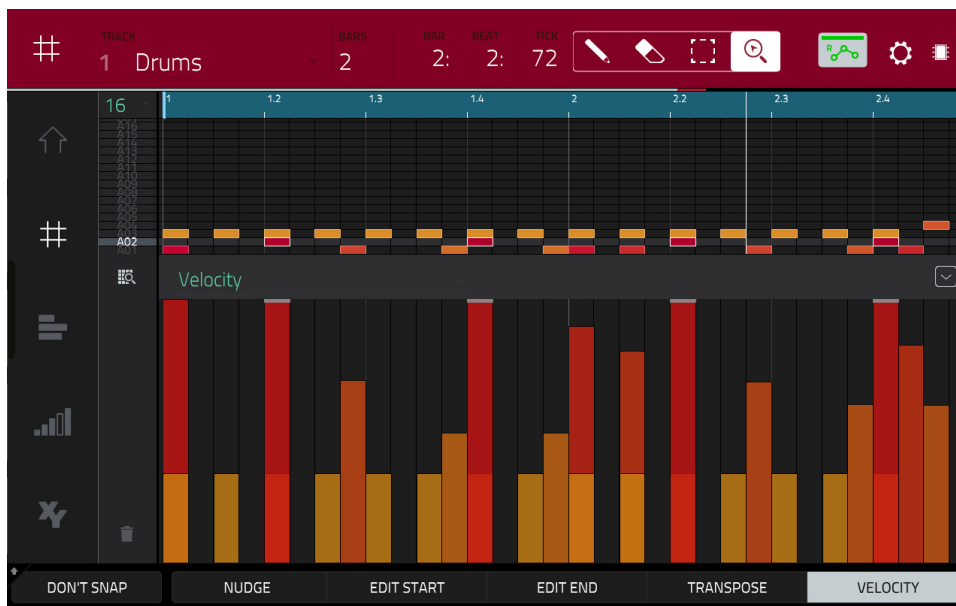 TRACK BARS BAR BEAT TICK
1 Drums 2 2: 2: 72
R
16 1 1.2 1.3 1.4 2 2.2 2.3 2.4
A16
A15
A14
A13
A12
A11
A10
A09
A08
A07
A06
A05
A04
A03
A02
A01
Velocity
XY
DON'T SNAP NUDGE EDIT START EDIT END TRANSPOSE VELOCITY